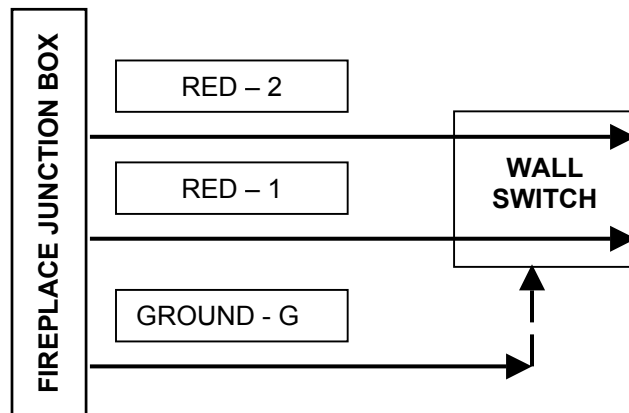 FIREPLACE JUNCTION BOX
RED – 2
RED – 1
WALL
SWITCH
GROUND - G